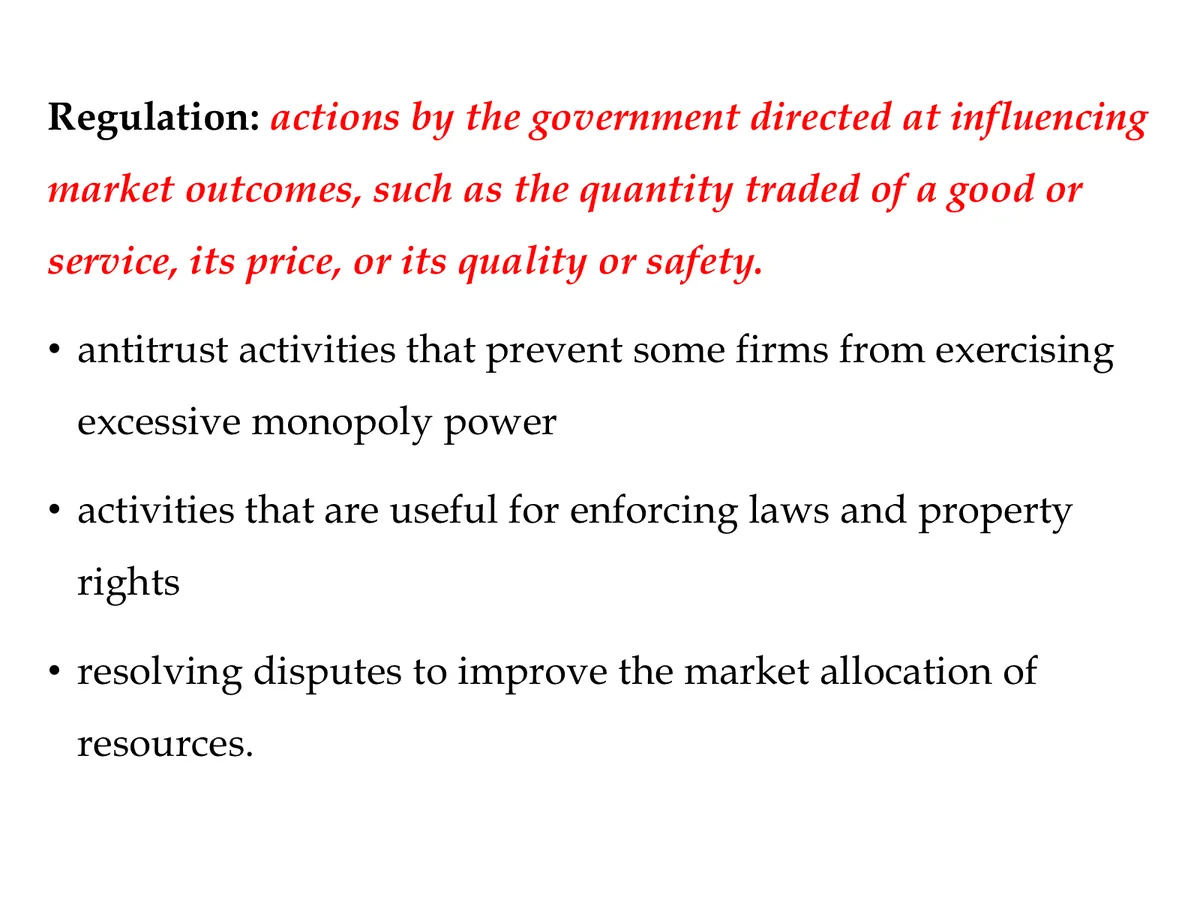 Regulation: actions by the government directed at influencing
market outcomes, such as the quantity traded of a good or
service, its price, or its quality or safety.
• antitrust activities that prevent some firms from exercising
excessive monopoly power
• activities that are useful for enforcing laws and property
rights
• resolving disputes to improve the market allocation of
resources.